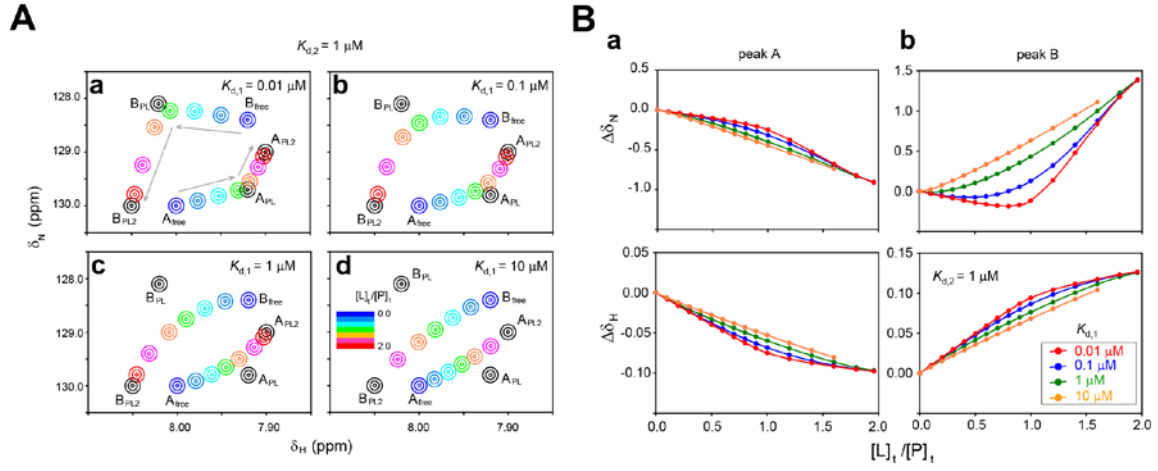 A
K_d,2 = 1 μM
a
K_d,1 = 0.01 μM
B_PL
B_free
A_PL2
A_PL
B_PL2
A_free
b
K_d,1 = 0.1 μM
B_PL
B_free
A_PL2
A_PL
B_PL2
A_free
c
K_d,1 = 1 μM
B_PL
B_free
A_PL2
A_PL
B_PL2
A_free
d
K_d,1 = 10 μM
[L]_t/[P]_t
0.0
2.0
B_PL
B_free
A_PL2
A_PL
B_PL2
A_free
128.0
129.0
130.0
128.0
129.0
130.0
δ_N (ppm)
8.00
7.90
8.00
7.90
δ_H (ppm)
B
a
peak A
0.0
-1.0
Δδ_N
0.00
-0.05
-0.10
Δδ_H
0.0
0.5
1.0
1.5
2.0
b
peak B
1.5
1.0
0.5
0.0
0.15
0.10
0.05
0.00
K_d,2 = 1 μM
K_d,1
0.01 μM
0.1 μM
1 μM
10 μM
0.0
0.5
1.0
1.5
2.0
[L]_t /[P]_t